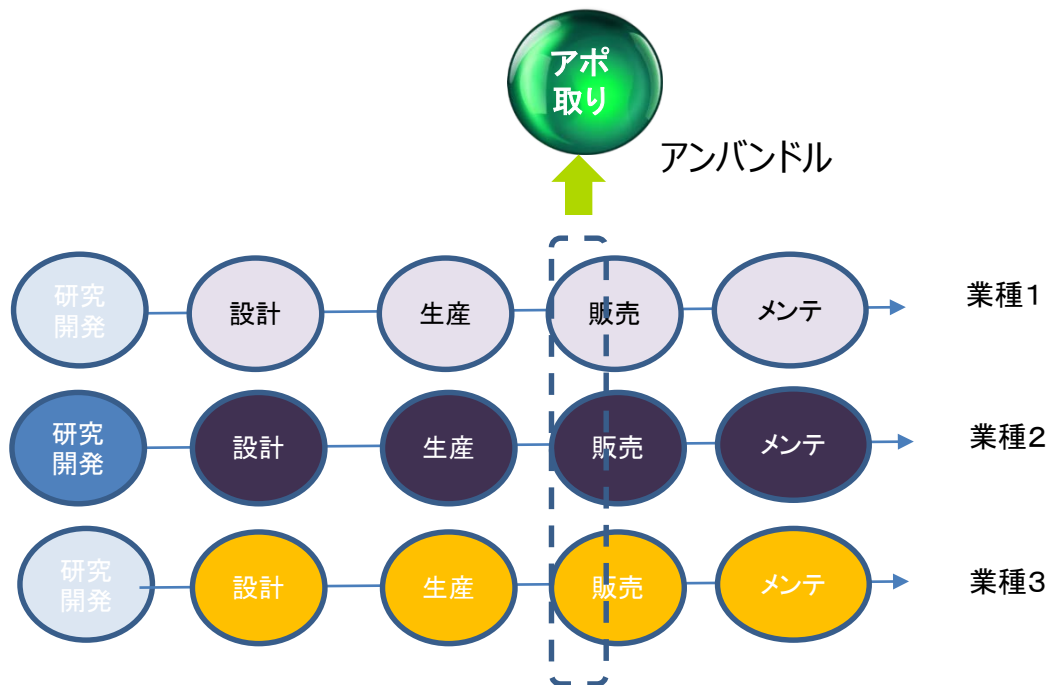 アポ
取り
アンバンドル
研究
開発
設計
生産
販売
メンテ
業種１
研究
開発
設計
生産
販売
メンテ
業種２
研究
開発
設計
生産
販売
メンテ
業種３